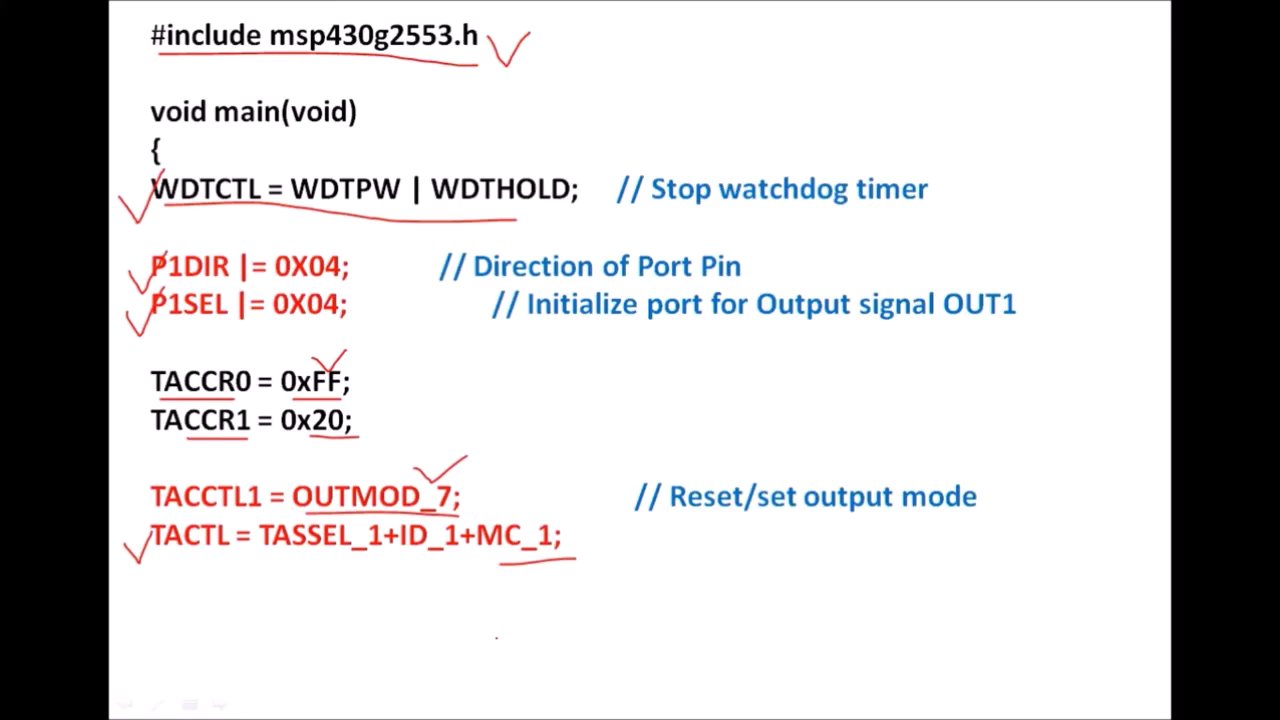 #include msp430g2553.h
void main(void)
{
WDTCTL = WDTPW | WDTHOLD; // Stop watchdog timer
P1DIR |= 0X04; // Direction of Port Pin
P1SEL |= 0X04; // Initialize port for Output signal OUT1
TACCR0 = 0xFF;
TACCR1 = 0x20;
TACCTL1 = OUTMOD_7; // Reset/set output mode
TACTL = TASSEL_1+ID_1+MC_1;